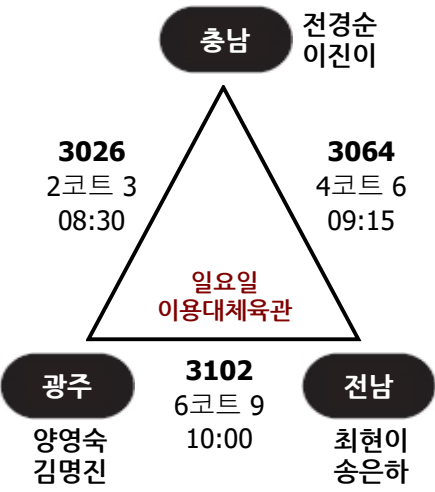 충남
전경순
이진이
3026
2코트 3
08:30
3064
4코트 6
09:15
일요일
이용대체육관
광주
양영숙
김명진
3102
6코트 9
10:00
전남
최현이
송은하